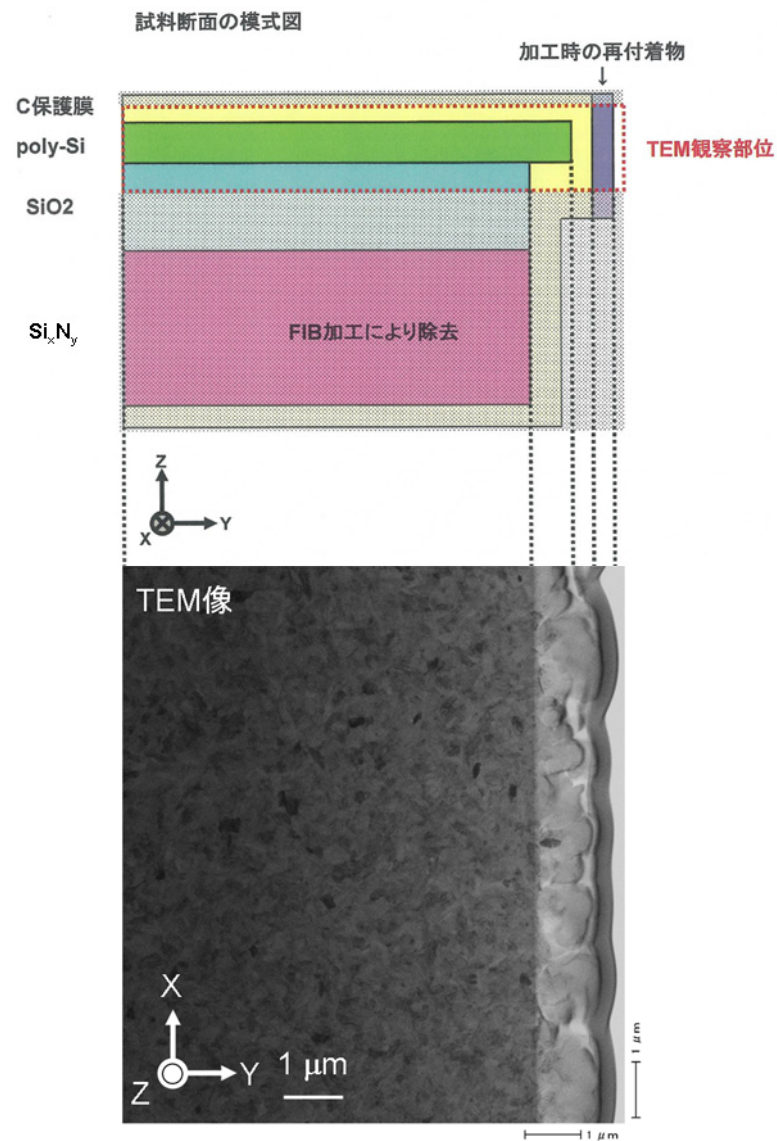 試料断面の模式図
加工時の再付着物
↓
C保護膜
poly-Si
TEM観察部位
SiO2
SixNy
FIB加工により除去
Z
X
Y
TEM像
X
Z
Y
1 μm
1 μm
1 μm